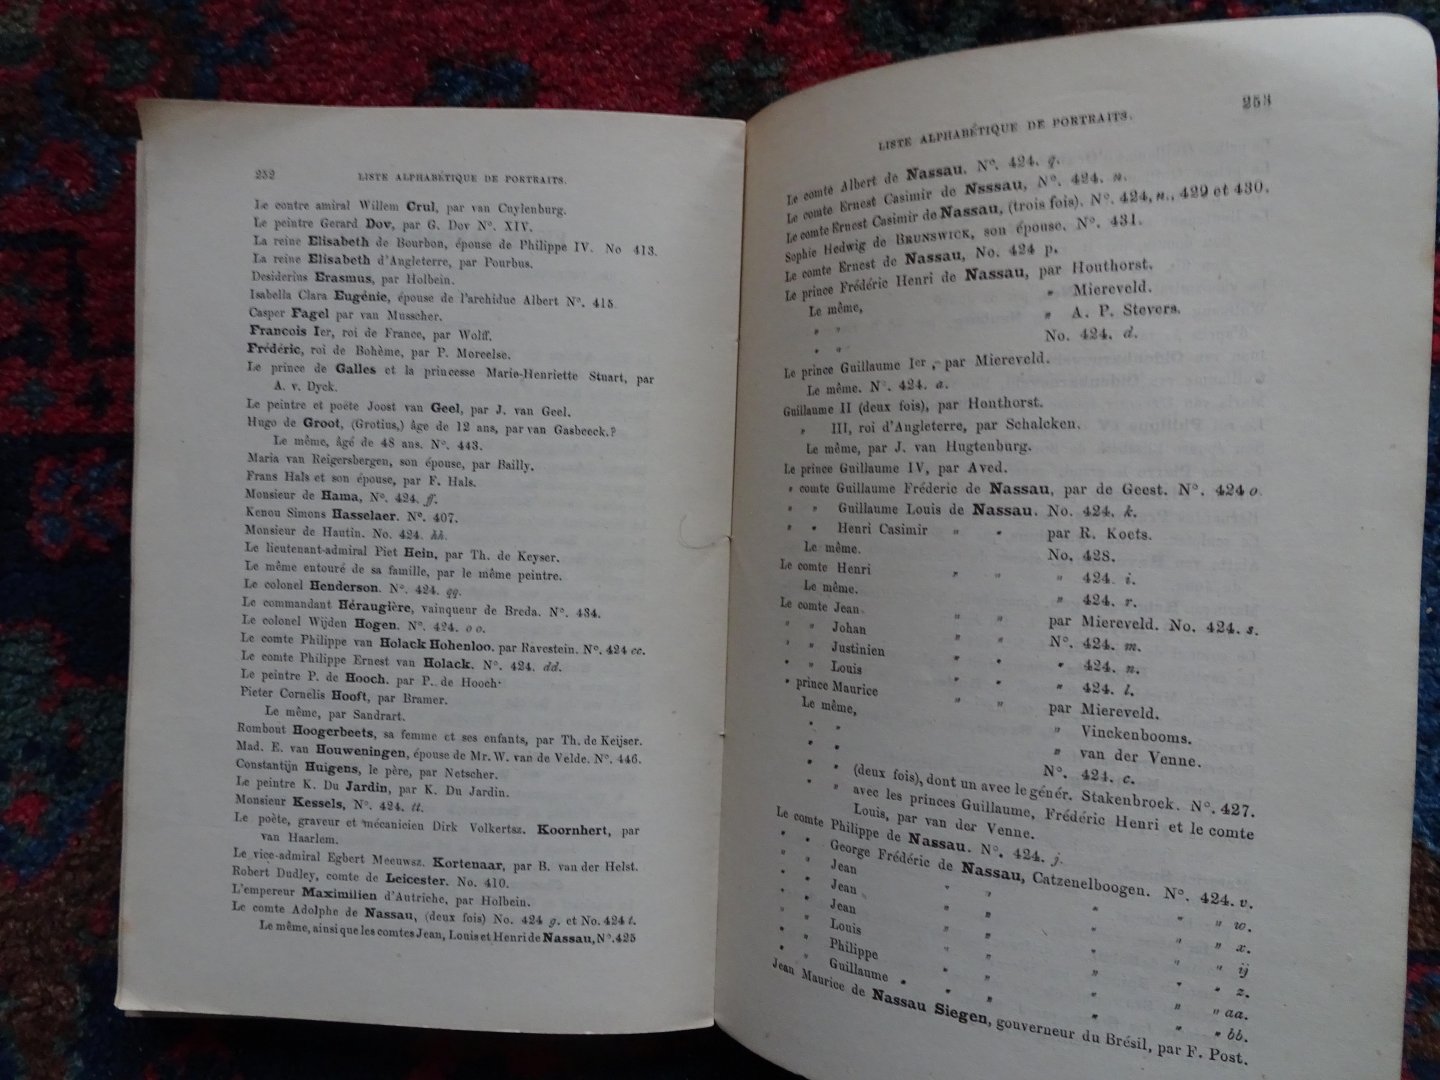 252 LISTE ALPHABÉTIQUE DE PORTRAITS.
Le contre amiral Willem Crul, par van Cuylenburg.
Le peintre Gerard Dov, par G. Dov N°. XIV.
La reine Elisabeth de Bourbon, épouse de Philippe IV. No 413.
La reine Elisabeth d'Angleterre, par Pourbus.
Desiderius Erasmus, par Holbein.
Isabella Clara Eugénie, épouse de l'archiduc Albert N°. 415
Casper Fagel par van Musscher.
Francois Ier, roi de France, par Wolff.
Frédéric, roi de Bohème, par P. Moreelse.
Le prince de Galles et la princesse Marie-Henriette Stuart, par
A. v. Dyck.
Le peintre et poéte Joost van Geel, par J. van Geel.
Hugo de Groot, (Grotius,) âgé de 12 ans, par van Gasbeeck.?
Le même, âgé de 48 ans. N°. 443.
Maria van Reigersbergen, son épouse, par Bailly.
Frans Hals et son épouse, par F. Hals.
Monsieur de Hama, N°. 424. ff.
Kenou Simons Hasselaer. N°. 407.
Monsieur de Hautin. No. 424. hh.
Le lieutenant-admiral Piet Hein, par Th. de Keyser.
Le même entouré de sa famille, par le même peintre.
Le colonel Henderson. N°. 424. qq.
Le commandant Héraugière, vainqueur de Breda. N°. 434.
Le colonel Wijden Hogen. N°. 424. o o.
Le comte Philippe van Holack Hohenloo. par Ravestein. N°. 424 cc.
Le comte Philippe Ernest van Holack. N°. 424. dd.
Le peintre P. de Hooch. par P. de Hooch.
Pieter Cornelis Hooft, par Bramer.
Le même, par Sandrart.
Rombout Hoogerbeets, sa femme et ses enfants, par Th. de Keijser.
Mad. E. van Houweningen, épouse de Mr. W. van de Velde. N°. 446.
Constantijn Huigens, le père, par Netscher.
Le peintre K. Du Jardin, par K. Du Jardin.
Monsieur Kessels, N°. 424. tt.
Le poëte, graveur et mécanicien Dirk Volkertsz. Koornhert, par
van Haarlem.
Le vice-admiral Egbert Meeuwsz. Kortenaar, par B. van der Helst.
Robert Dudley, comte de Leicester. No. 410.
L'empereur Maximilien d'Autriche, par Holbein.
Le comte Adolphe de Nassau, (deux fois) No. 424 g. et No. 424 t.
Le même, ainsi que les comtes Jean, Louis et Henri de Nassau, N°. 425
LISTE ALPHABÉTIQUE DE PORTRAITS. 253
Le comte Albert de Nassau. N°. 424. q.
Le comte Ernest Casimir de Nsssau, N°. 424. n.
Le comte Ernest Casimir de Nassau, (trois fois). N°. 424, n., 429 et 430.
Sophie Hedwig de BRUNSWICK, son épouse. N°. 431.
Le comte Ernest de Nassau, No. 424 p.
Le prince Frédéric Henri de Nassau, par Honthorst.
Le même, " Miereveld.
" " " A. P. Stevers.
" " No. 424. d.
Le prince Guillaume Ier, par Miereveld.
Le même. N°. 424. a.
Guillaume II (deux fois), par Honthorst.
" III, roi d'Angleterre, par Schalcken.
Le même, par J. van Hugtenburg.
Le prince Guillaume IV, par Aved.
" comte Guillaume Fréderic de Nassau, par de Geest. N°. 424 o.
" " Guillaume Louis de Nassau. No. 424. k.
" " Henri Casimir " " par R. Koets.
Le même. No. 428.
Le comte Henri " " " 424. i.
Le même. " 424. r.
Le comte Jean " " par Miereveld. No. 424. s.
" " Johan " " N°. 424. m.
" " Justinien " " " 424. n.
" " Louis " " " 424. l.
" prince Maurice " " par Miereveld.
Le même, " Vinckenbooms.
" " " van der Venne.
" " N°. 424. c.
" " (deux fois), dont un avec le génér. Stakenbroek. N°. 427.
" " avec les princes Guillaume, Frédéric Henri et le comte
Louis, par van der Venne.
Le comte Philippe de Nassau. N°. 424. j.
" " George Frédéric de Nassau, Catzenelboogen. N°. 424. v.
" " Jean " " " " " w.
" " Jean " " " " " x.
" " Jean " " " " " ij
" " Louis " " " " " z.
" " Philippe " " " " " aa.
" " Guillaume " " " " " bb.
Jean Maurice de Nassau Siegen, gouverneur du Brésil, par F. Post.